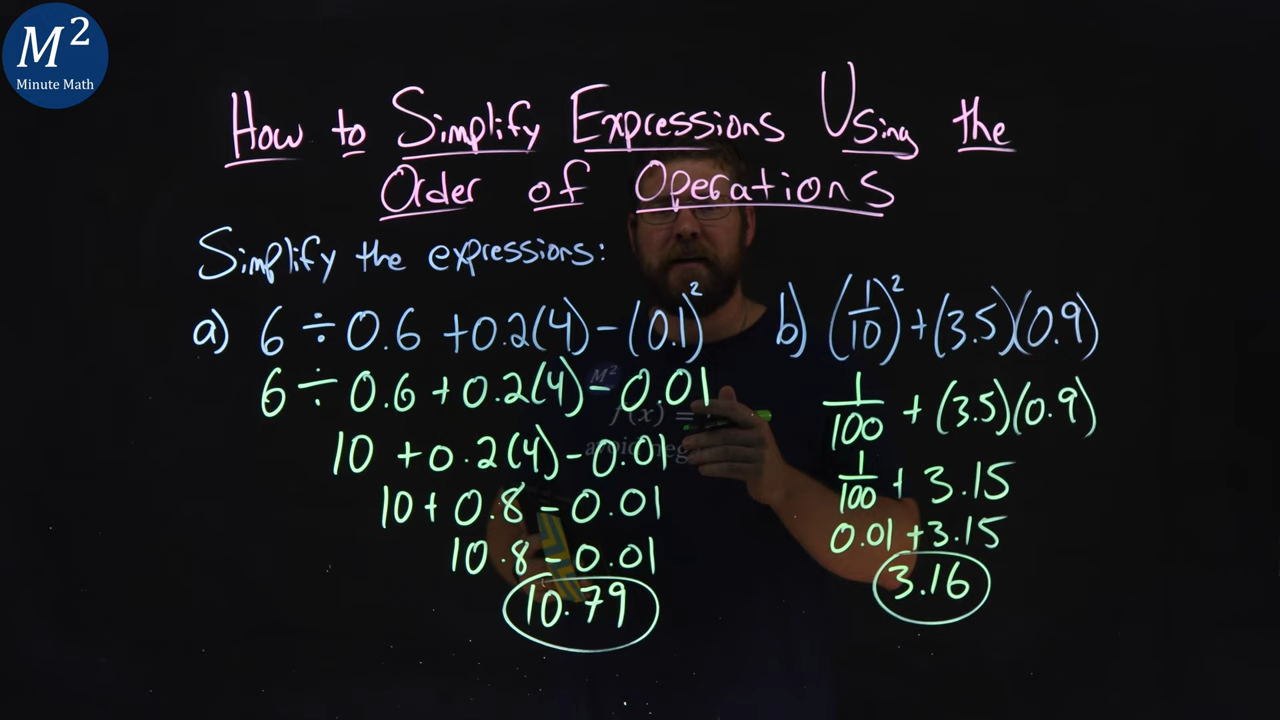 M²
Minute Math
How to Simplify Expressions Using the
Order of Operations
Simplify the expressions:
a) 6 ÷ 0.6 + 0.2(4) - (0.1)²
6 ÷ 0.6 + 0.2(4) - 0.01
10 + 0.2(4) - 0.01
10 + 0.8 - 0.01
10.8 - 0.01
10.79
b) (1/10)² + (3.5)(0.9)
1/100 + (3.5)(0.9)
1/100 + 3.15
0.01 + 3.15
3.16
M²
f(x) =
avoid neg